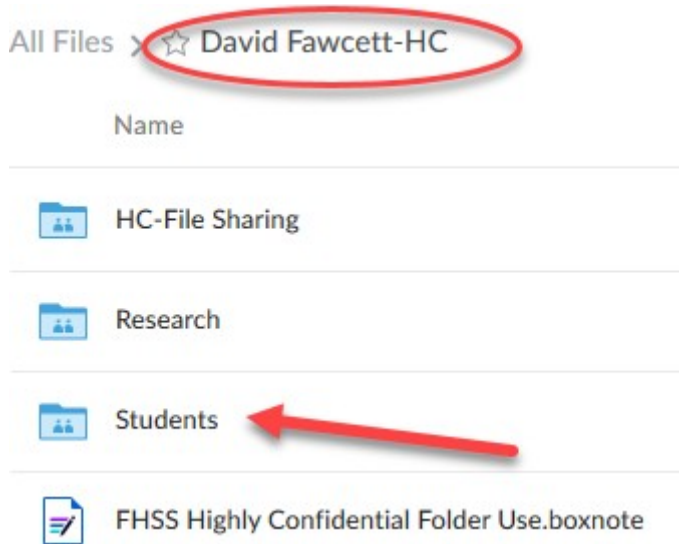 All Files > ☆ David Fawcett-HC
Name
HC-File Sharing
Research
Students
FHSS Highly Confidential Folder Use.boxnote